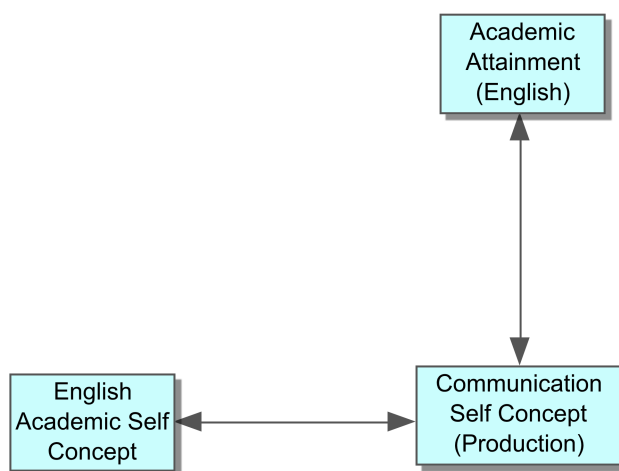 Academic
Attainment
(English)
English
Academic Self
Concept
Communication
Self Concept
(Production)